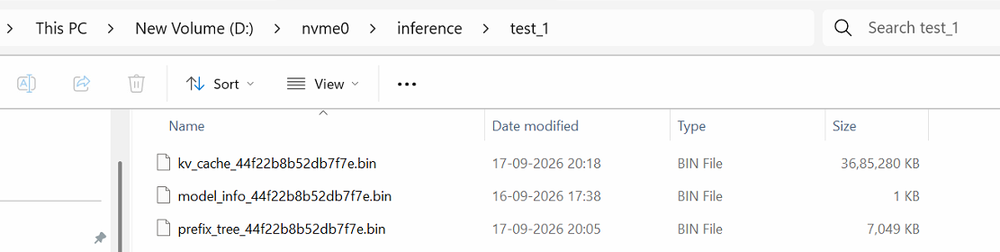 This PC New Volume (D:) nvme0 inference test_1 Search test_1
Sort View
Name Date modified Type Size
kv_cache_44f22b8b52db7f7e.bin 17-09-2026 20:18 BIN File 36,85,280 KB
model_info_44f22b8b52db7f7e.bin 16-09-2026 17:38 BIN File 1 KB
prefix_tree_44f22b8b52db7f7e.bin 17-09-2026 20:05 BIN File 7,049 KB